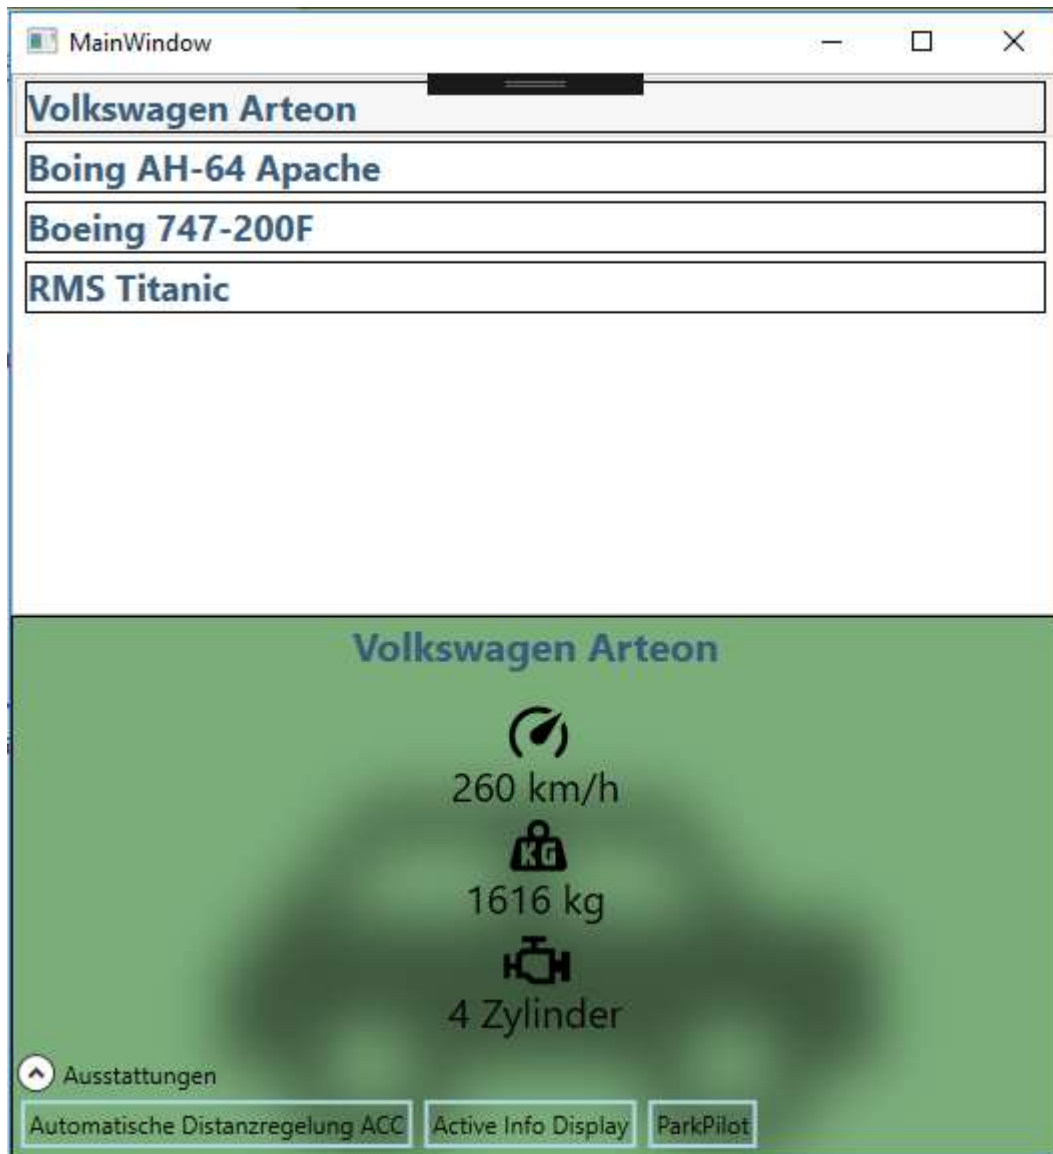 MainWindow
Volkswagen Arteon
Boing AH-64 Apache
Boeing 747-200F
RMS Titanic
Volkswagen Arteon
260 km/h
KG
1616 kg
4 Zylinder
Ausstattungen
Automatische Distanzregelung ACC Active Info Display ParkPilot